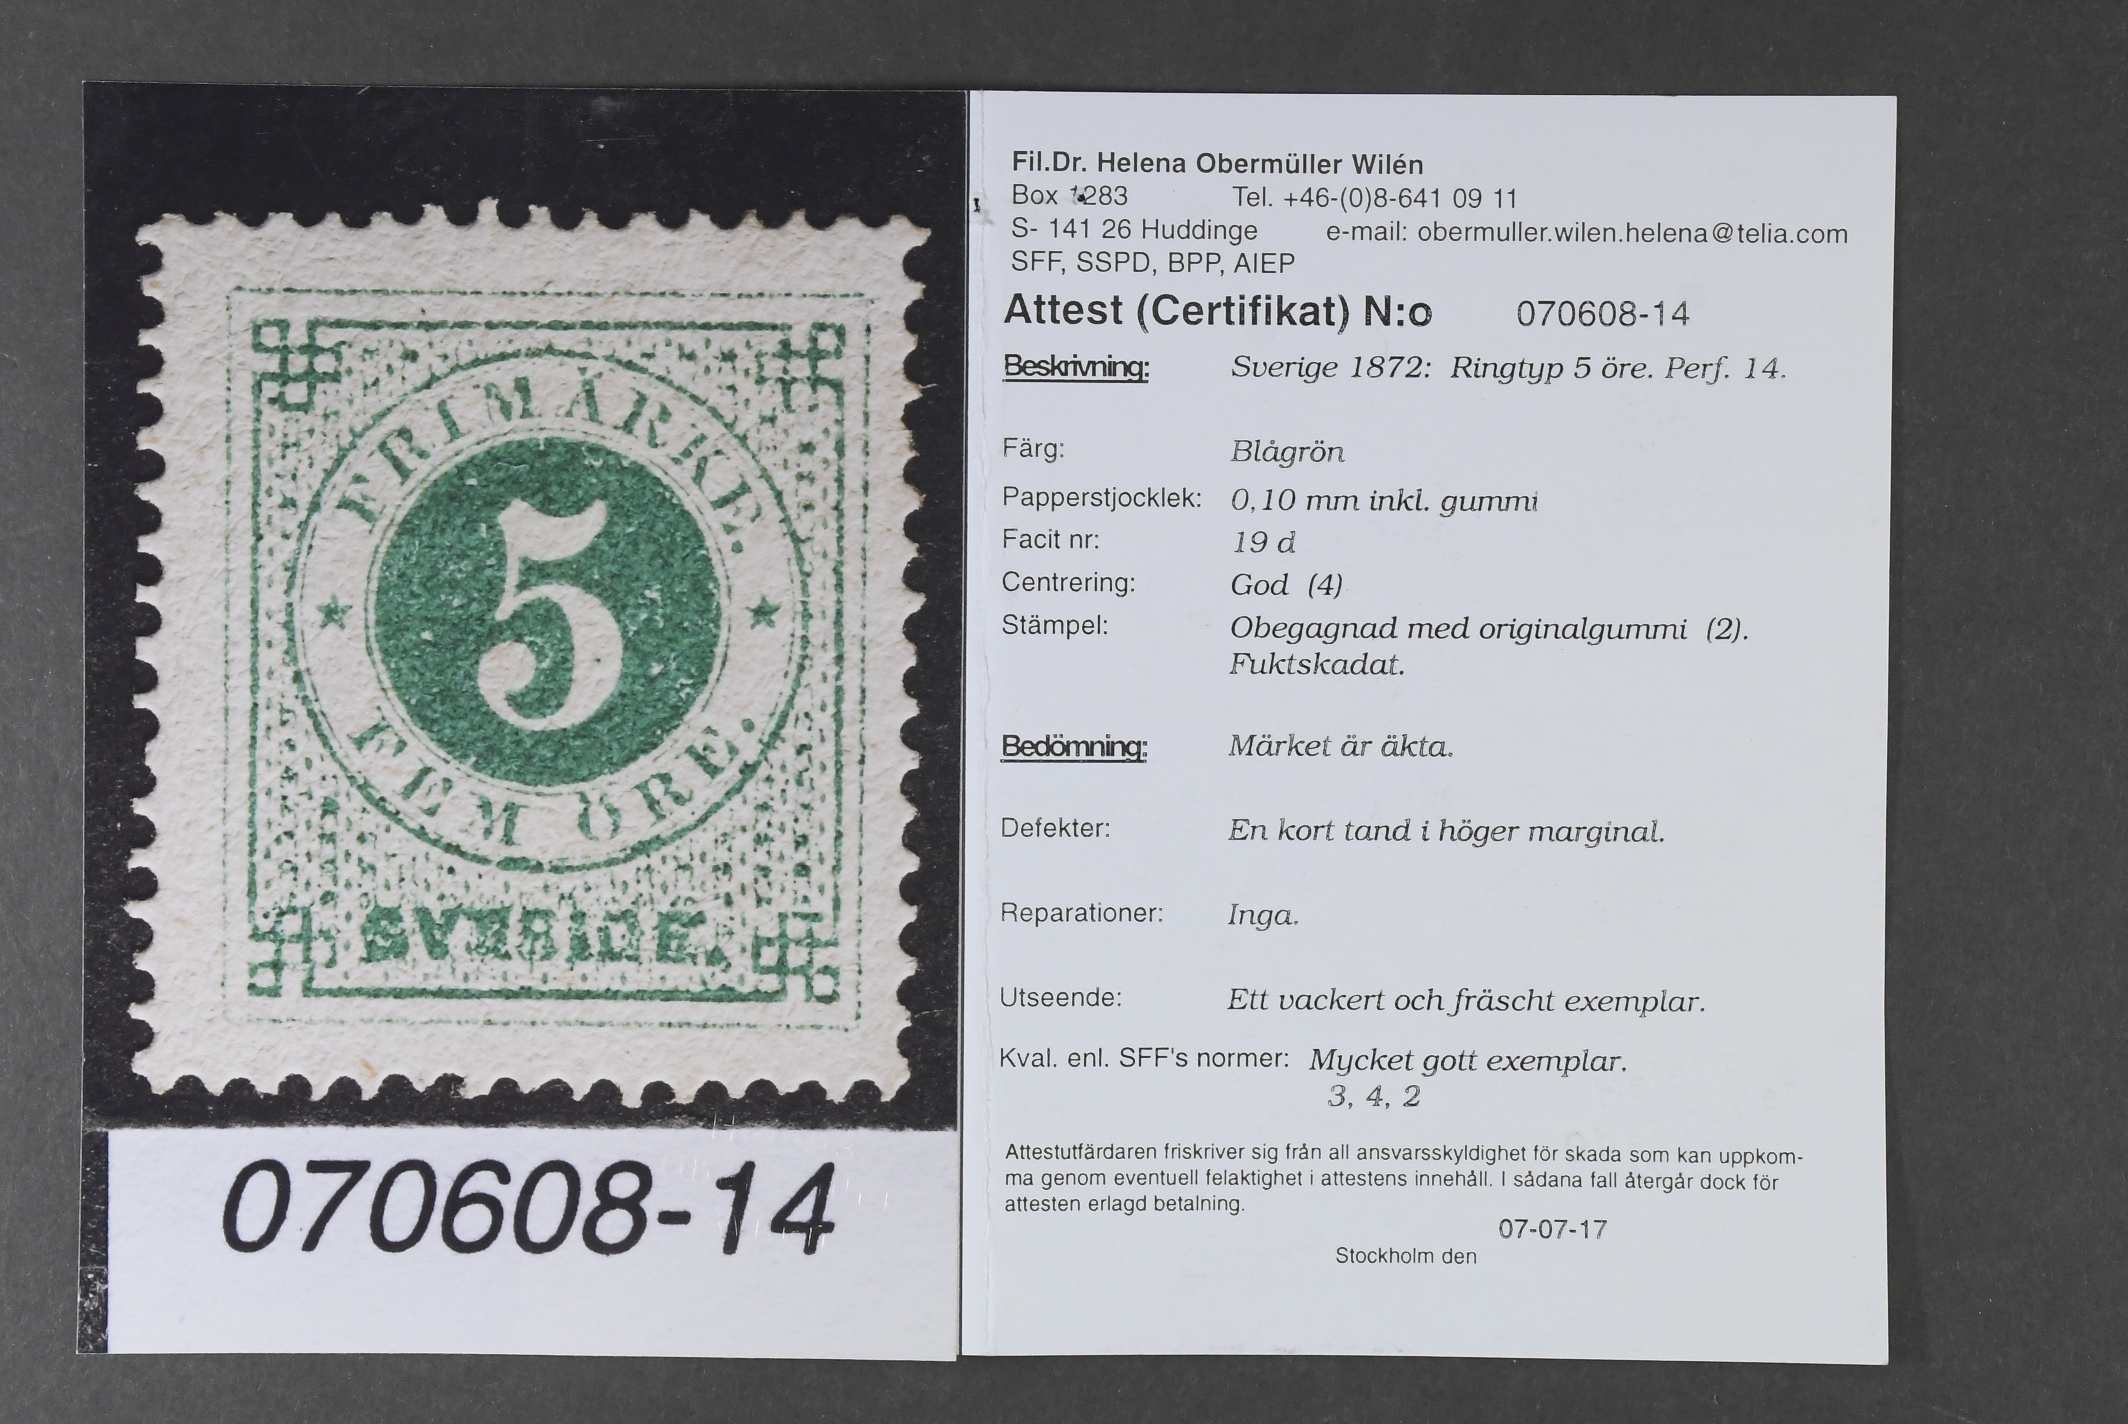 FRIMÄRKE.
5
FEM ÖRE.
SVERIGE.
070608-14
Fil.Dr. Helena Obermüller Wilén
Box 1283 Tel. +46-(0)8-641 09 11
S- 141 26 Huddinge e-mail: obermuller.wilen.helena@telia.com
SFF, SSPD, BPP, AIEP
Attest (Certifikat) N:o 070608-14
Beskrivning: Sverige 1872: Ringtyp 5 öre. Perf. 14.
Färg: Blågrön
Papperstjocklek: 0,10 mm inkl. gummi
Facit nr: 19 d
Centrering: God (4)
Stämpel: Obegagnad med originalgummi (2).
Fuktskadat.
Bedömning: Märket är äkta.
Defekter: En kort tand i höger marginal.
Reparationer: Inga.
Utseende: Ett vackert och fräscht exemplar.
Kval. enl. SFF's normer: Mycket gott exemplar.
3, 4, 2
Attestutfärdaren friskriver sig från all ansvarsskyldighet för skada som kan uppkom-
ma genom eventuell felaktighet i attestens innehåll. I sådana fall återgår dock för
attesten erlagd betalning.
07-07-17
Stockholm den